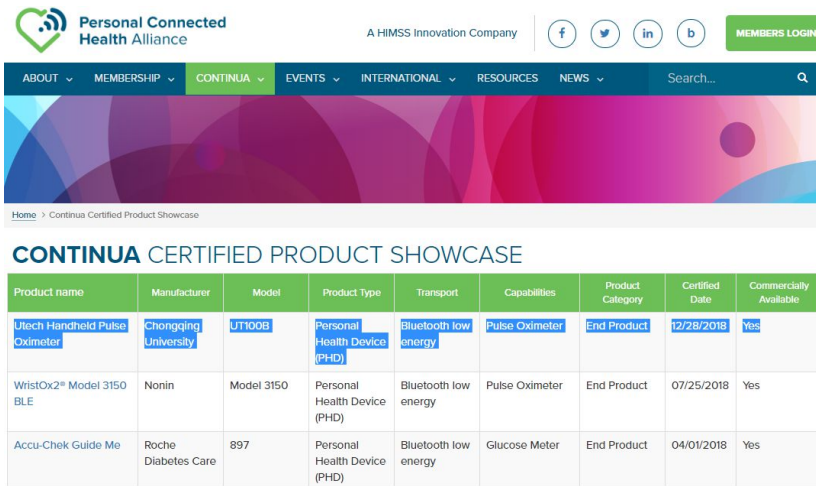 Personal Connected
Health Alliance
A HIMSS Innovation Company
f
in
b
MEMBERS LOGIN
ABOUT
MEMBERSHIP
CONTINUA
EVENTS
INTERNATIONAL
RESOURCES
NEWS
Search...
Home > Continua Certified Product Showcase
CONTINUA CERTIFIED PRODUCT SHOWCASE
Product name
Manufacturer
Model
Product Type
Transport
Capabilities
Product
Category
Certified
Date
Commercially
Available
Utech Handheld Pulse
Oximeter
Chongqing
University
UT100B
Personal
Health Device
(PHD)
Bluetooth low
energy
Pulse Oximeter
End Product
12/28/2018
Yes
WristOx2® Model 3150
BLE
Nonin
Model 3150
Personal
Health Device
(PHD)
Bluetooth low
energy
Pulse Oximeter
End Product
07/25/2018
Yes
Accu-Chek Guide Me
Roche
Diabetes Care
897
Personal
Health Device
(PHD)
Bluetooth low
energy
Glucose Meter
End Product
04/01/2018
Yes